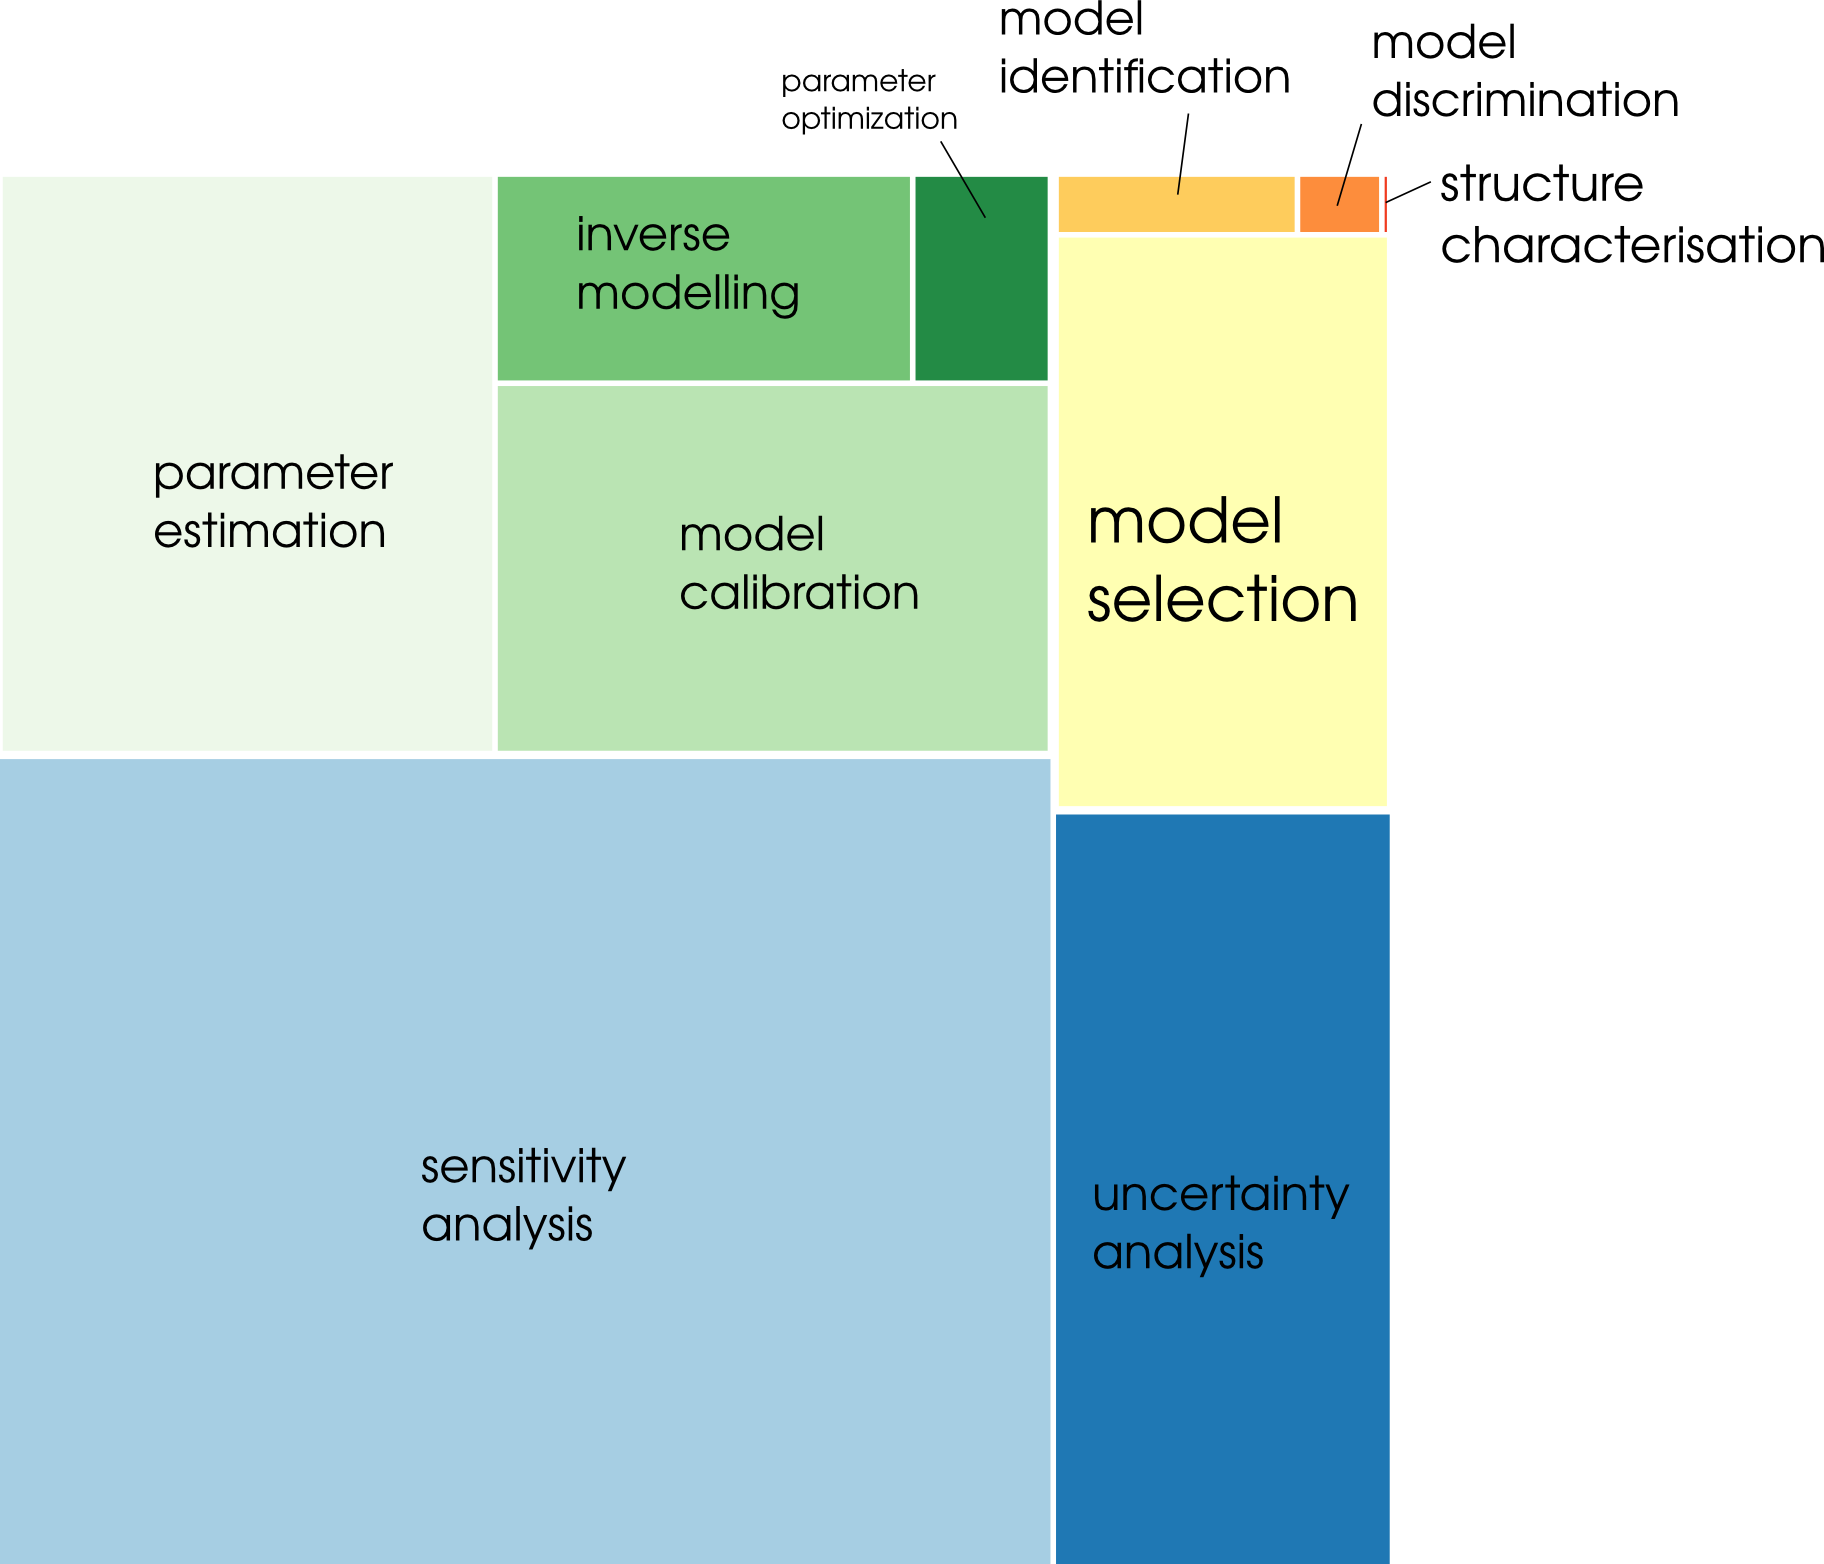 model
identification
model
discrimination
parameter
optimization
structure
characterisation
inverse
modelling
parameter
estimation
model
calibration
model
selection
sensitivity
analysis
uncertainty
analysis